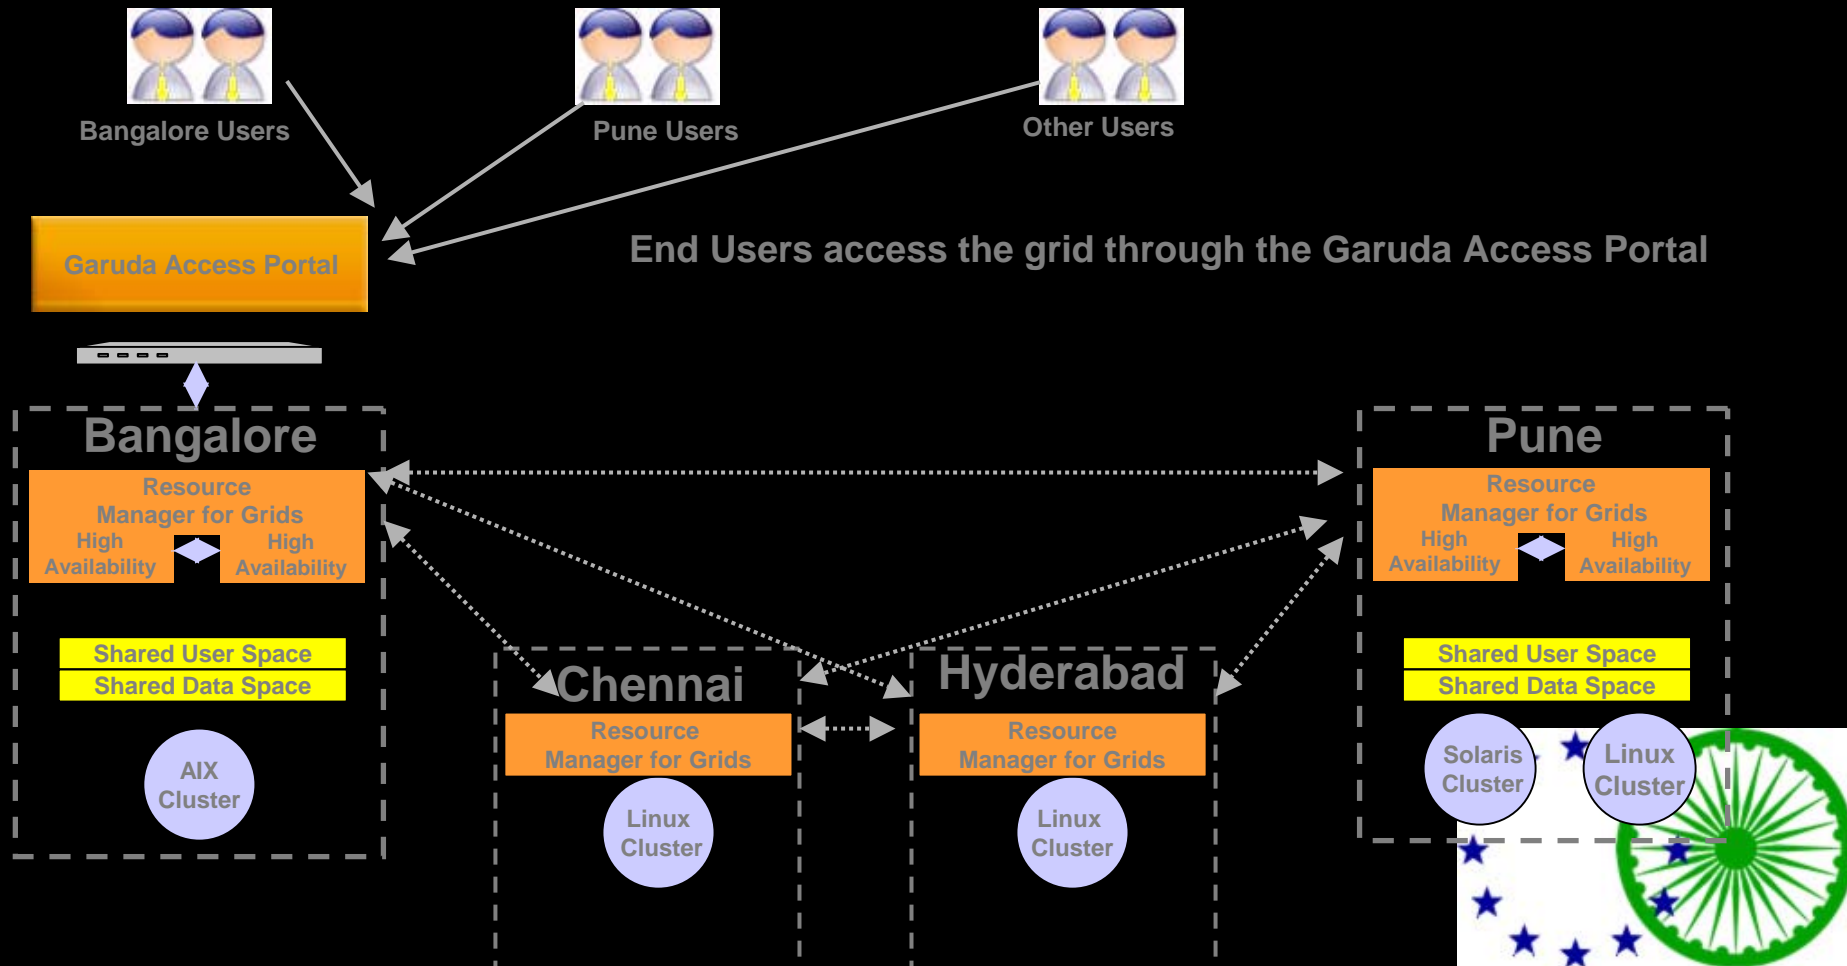 Bangalore Users
Pune Users
Other Users
Garuda Access Portal
End Users access the grid through the Garuda Access Portal
Bangalore
Resource
Manager for Grids
High
Availability
High
Availability
Shared User Space
Shared Data Space
AIX
Cluster
Chennai
Resource
Manager for Grids
Linux
Cluster
Hyderabad
Resource
Manager for Grids
Linux
Cluster
Pune
Resource
Manager for Grids
High
Availability
High
Availability
Shared User Space
Shared Data Space
Solaris
Cluster
Linux
Cluster